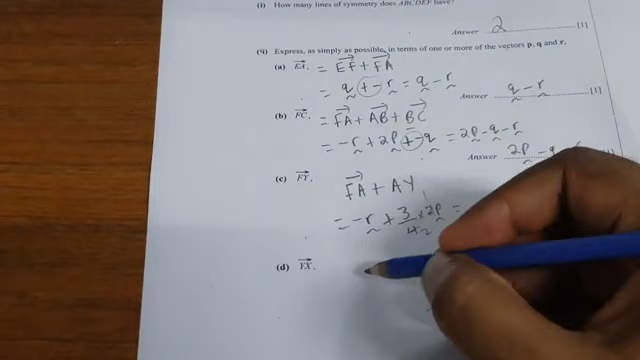 (i) How many lines of symmetry does ABCDEF have?
Answer 2 [1]
(ii) Express, as simply as possible, in terms of one or more of the vectors p, q and r,
(a) EA, = EF + FA
= q + -r = q - r
Answer q - r [1]
(b) FC, = FA + AB + BC
= -r + 2p + -q = 2p - q - r
Answer 2p - q
(c) FY, FA + AY
= -r + 3/4 2 × 2p 1 =
(d) YX,